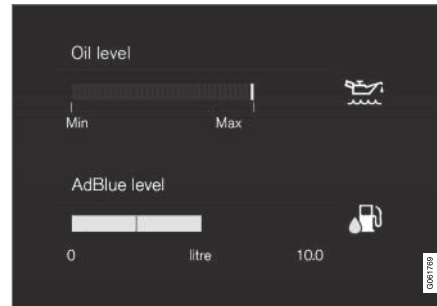 Oil level
Min Max
AdBlue level
0 litre 10.0
G061769